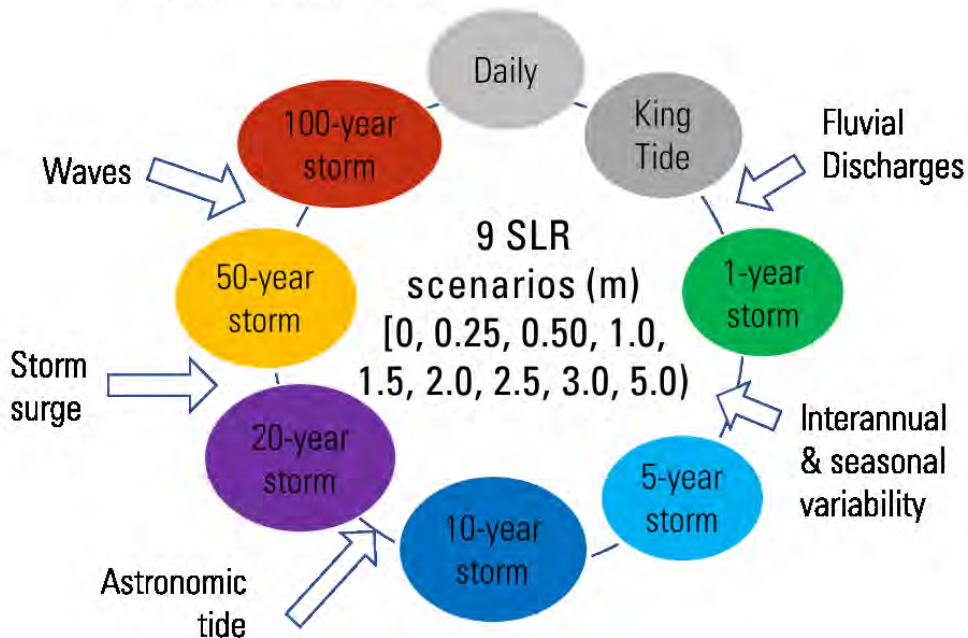 Daily
King
Tide
Fluvial
Discharges
1-year
storm
Interannual
& seasonal
variability
5-year
storm
10-year
storm
Astronomic
tide
20-year
storm
Storm
surge
50-year
storm
Waves
100-year
storm
9 SLR
scenarios (m)
[0, 0.25, 0.50, 1.0,
1.5, 2.0, 2.5, 3.0, 5.0)